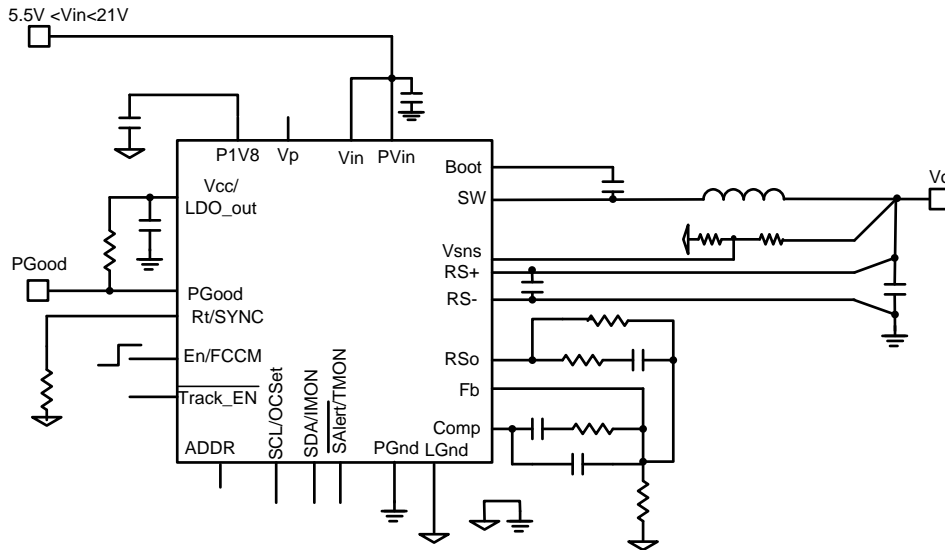 5.5V <Vin<21V
P1V8
Vp
Vin
PVin
Boot
Vcc/
LDO_out
SW
Vsns
PGood
RS+
PGood
RS-
Rt/SYNC
En/FCCM
RSo
Track_EN
Fb
Comp
ADDR
SCL/OCSet
SDA/IMON
SAlert/TMON
PGnd
LGnd